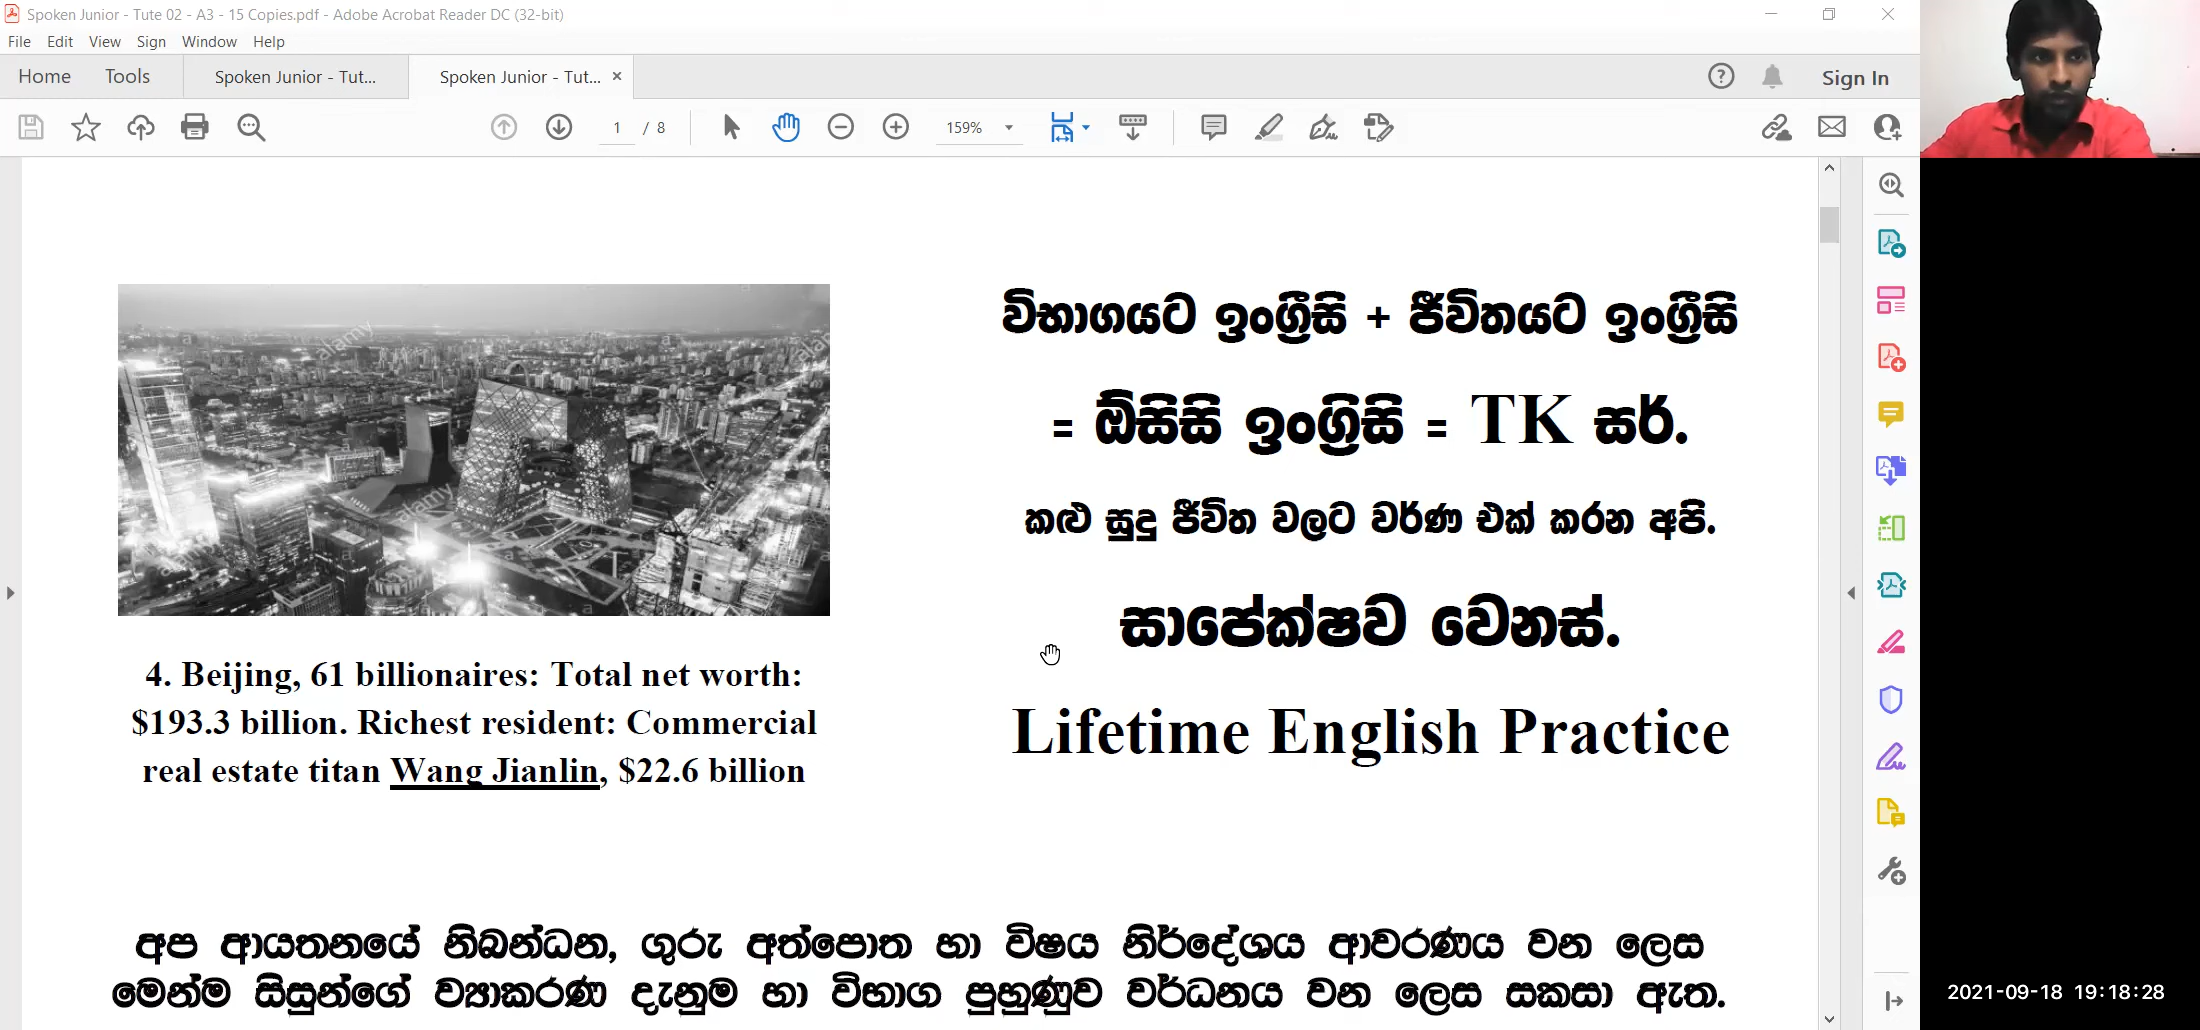 Spoken Junior - Tute 02 - A3 - 15 Copies.pdf - Adobe Acrobat Reader DC (32-bit)
File Edit View Sign Window Help
Home Tools Spoken Junior - Tut... Spoken Junior - Tut... × Sign In
1 / 8 159%
විභාගයට ඉංග්‍රීසි + ජීවිතයට ඉංග්‍රීසි
= ඕසිසි ඉංග්‍රිසි = TK සර්.
කළු සුදු ජීවිත වලට වර්ණ එක් කරන අපි.
සාපේක්ෂව වෙනස්.
Lifetime English Practice
alamy
alamy
alamy
4. Beijing, 61 billionaires: Total net worth:
$193.3 billion. Richest resident: Commercial
real estate titan Wang Jianlin, $22.6 billion
අප ආයතනයේ නිබන්ධන, ගුරු අත්පොත හා විෂය නිර්දේශය ආවරණය වන ලෙස
මෙන්ම සිසුන්ගේ ව්‍යාකරණ දැනුම හා විභාග පුහුණුව වර්ධනය වන ලෙස සකසා ඇත.
2021-09-18 19:18:28